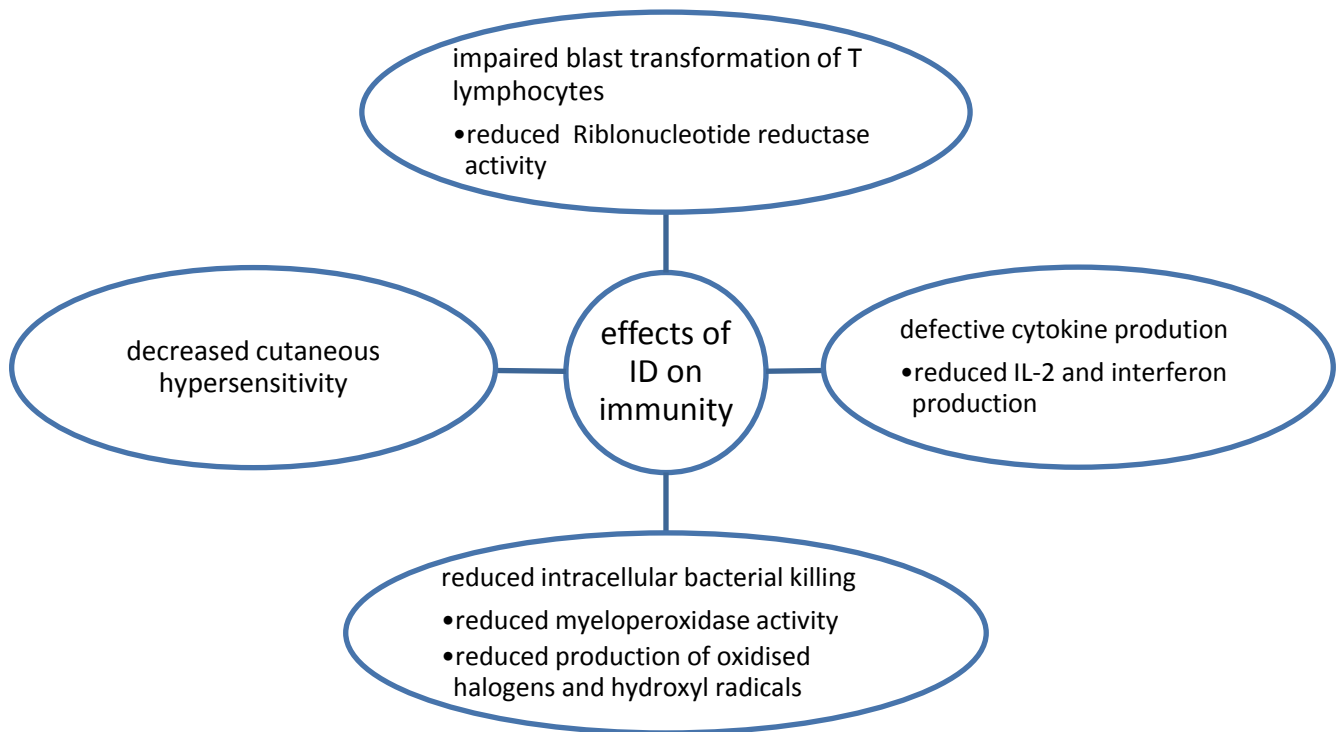 impaired blast transformation of T
lymphocytes
•reduced Riblonucleotide reductase
activity
decreased cutaneous
hypersensitivity
effects of
ID on
immunity
defective cytokine prodution
•reduced IL-2 and interferon
production
reduced intracellular bacterial killing
•reduced myeloperoxidase activity
•reduced production of oxidised
halogens and hydroxyl radicals